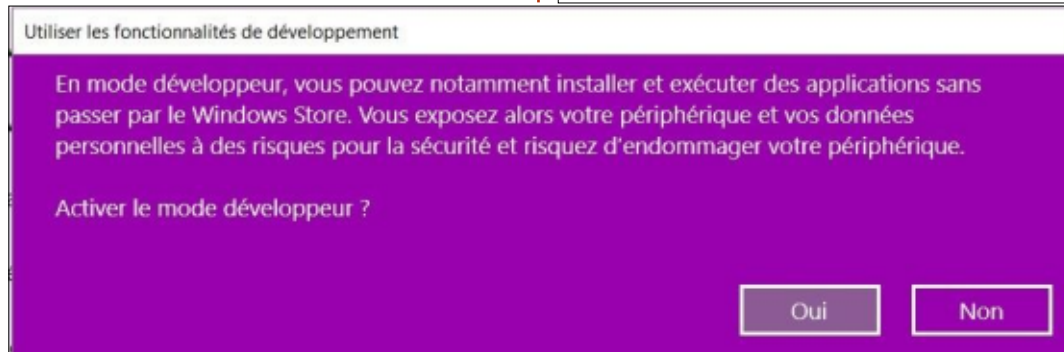 Utiliser les fonctionnalités de développement
En mode développeur, vous pouvez notamment installer et exécuter des applications sans
passer par le Windows Store. Vous exposez alors votre périphérique et vos données
personnelles à des risques pour la sécurité et risquez d'endommager votre périphérique.
Activer le mode développeur ?
Oui Non